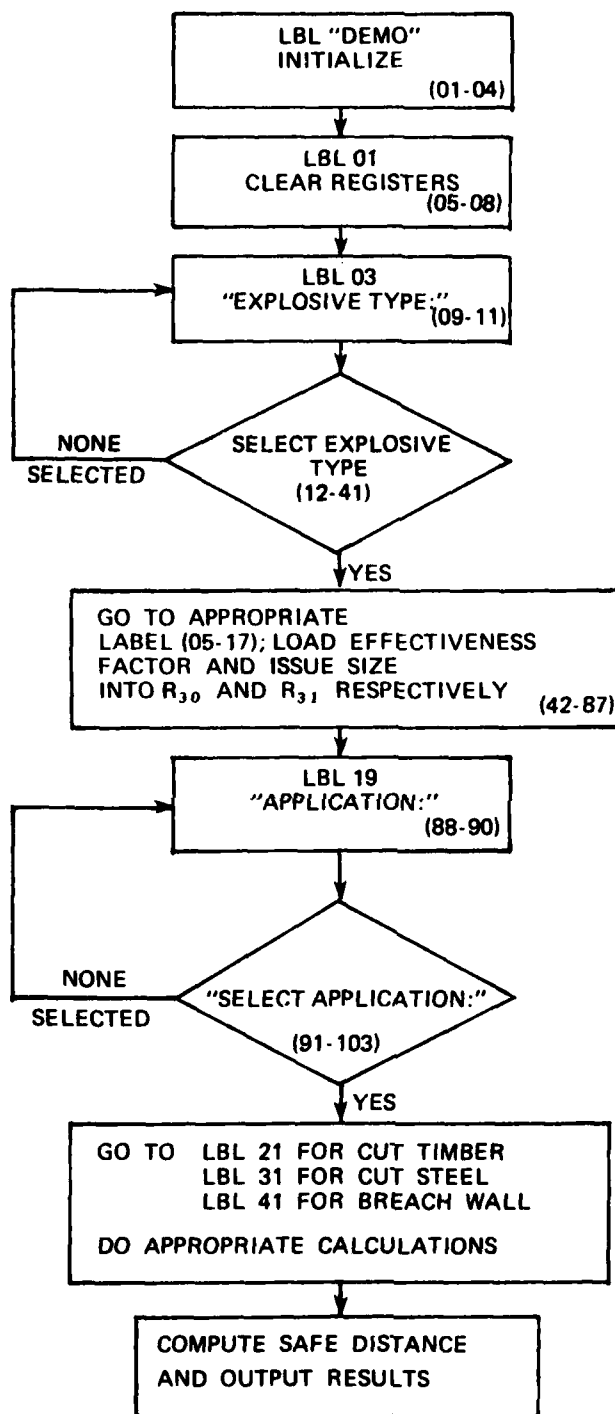 LBL "DEMO"
INITIALIZE
(01-04)
LBL 01
CLEAR REGISTERS
(05-08)
LBL 03
"EXPLOSIVE TYPE:"
(09-11)
NONE
SELECTED
SELECT EXPLOSIVE
TYPE
(12-41)
YES
GO TO APPROPRIATE
LABEL (05-17); LOAD EFFECTIVENESS
FACTOR AND ISSUE SIZE
INTO R30 AND R31 RESPECTIVELY
(42-87)
LBL 19
"APPLICATION:"
(88-90)
NONE
SELECTED
"SELECT APPLICATION:"
(91-103)
YES
GO TO LBL 21 FOR CUT TIMBER
LBL 31 FOR CUT STEEL
LBL 41 FOR BREACH WALL
DO APPROPRIATE CALCULATIONS
COMPUTE SAFE DISTANCE
AND OUTPUT RESULTS